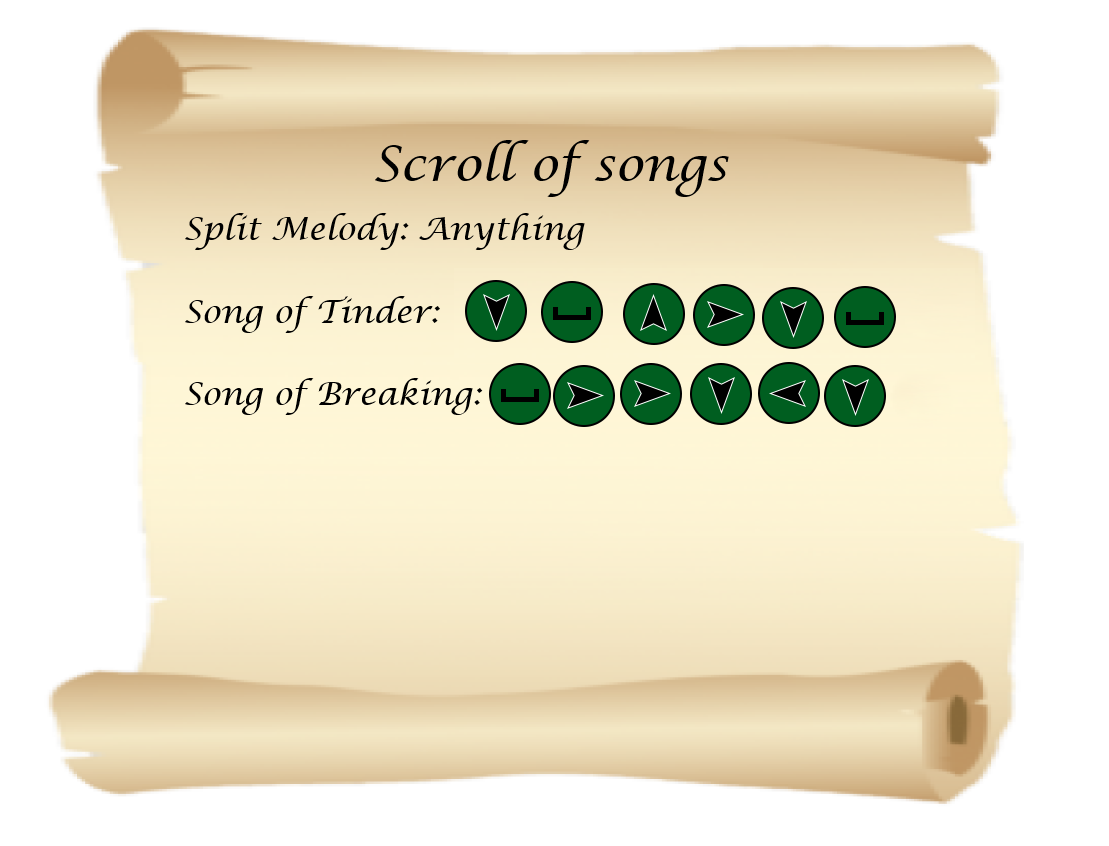 Scroll of songs
Split Melody: Anything
Song of Tinder:
Song of Breaking: